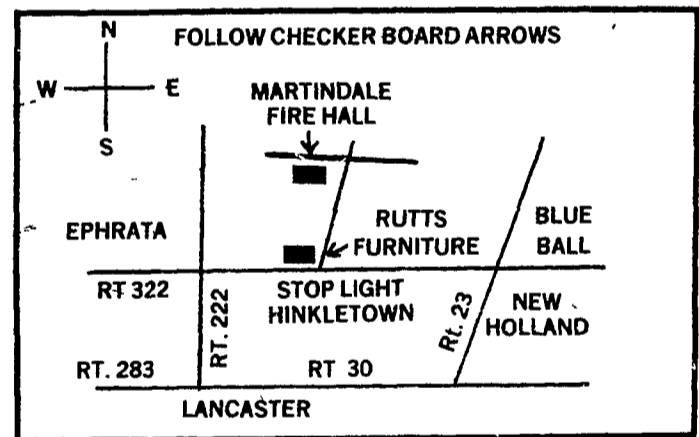 N
FOLLOW CHECKER BOARD ARROWS
W E
S
MARTINDALE
FIRE HALL
EPHRATA
RUTTS
FURNITURE
BLUE
BALL
RT 322
RT. 222
STOP LIGHT
HINKLETOWN
Rt. 23
NEW
HOLLAND
RT. 283
RT 30
LANCASTER